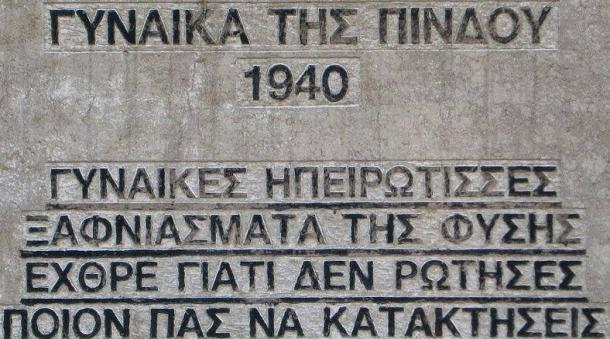 ΓΥΝΑΙΚΑ ΤΗΣ ΠΙΝΔΟΥ
1940
ΓΥΝΑΙΚΕΣ ΗΠΕΙΡΩΤΙΣΣΕΣ
ΞΑΦΝΙΑΣΜΑΤΑ ΤΗΣ ΦΥΣΗΣ
ΕΧΘΡΕ ΓΙΑΤΙ ΔΕΝ ΡΩΤΗΣΕΣ
ΠΟΙΟΝ ΠΑΣ ΝΑ ΚΑΤΑΚΤΗΣΕΙΣ